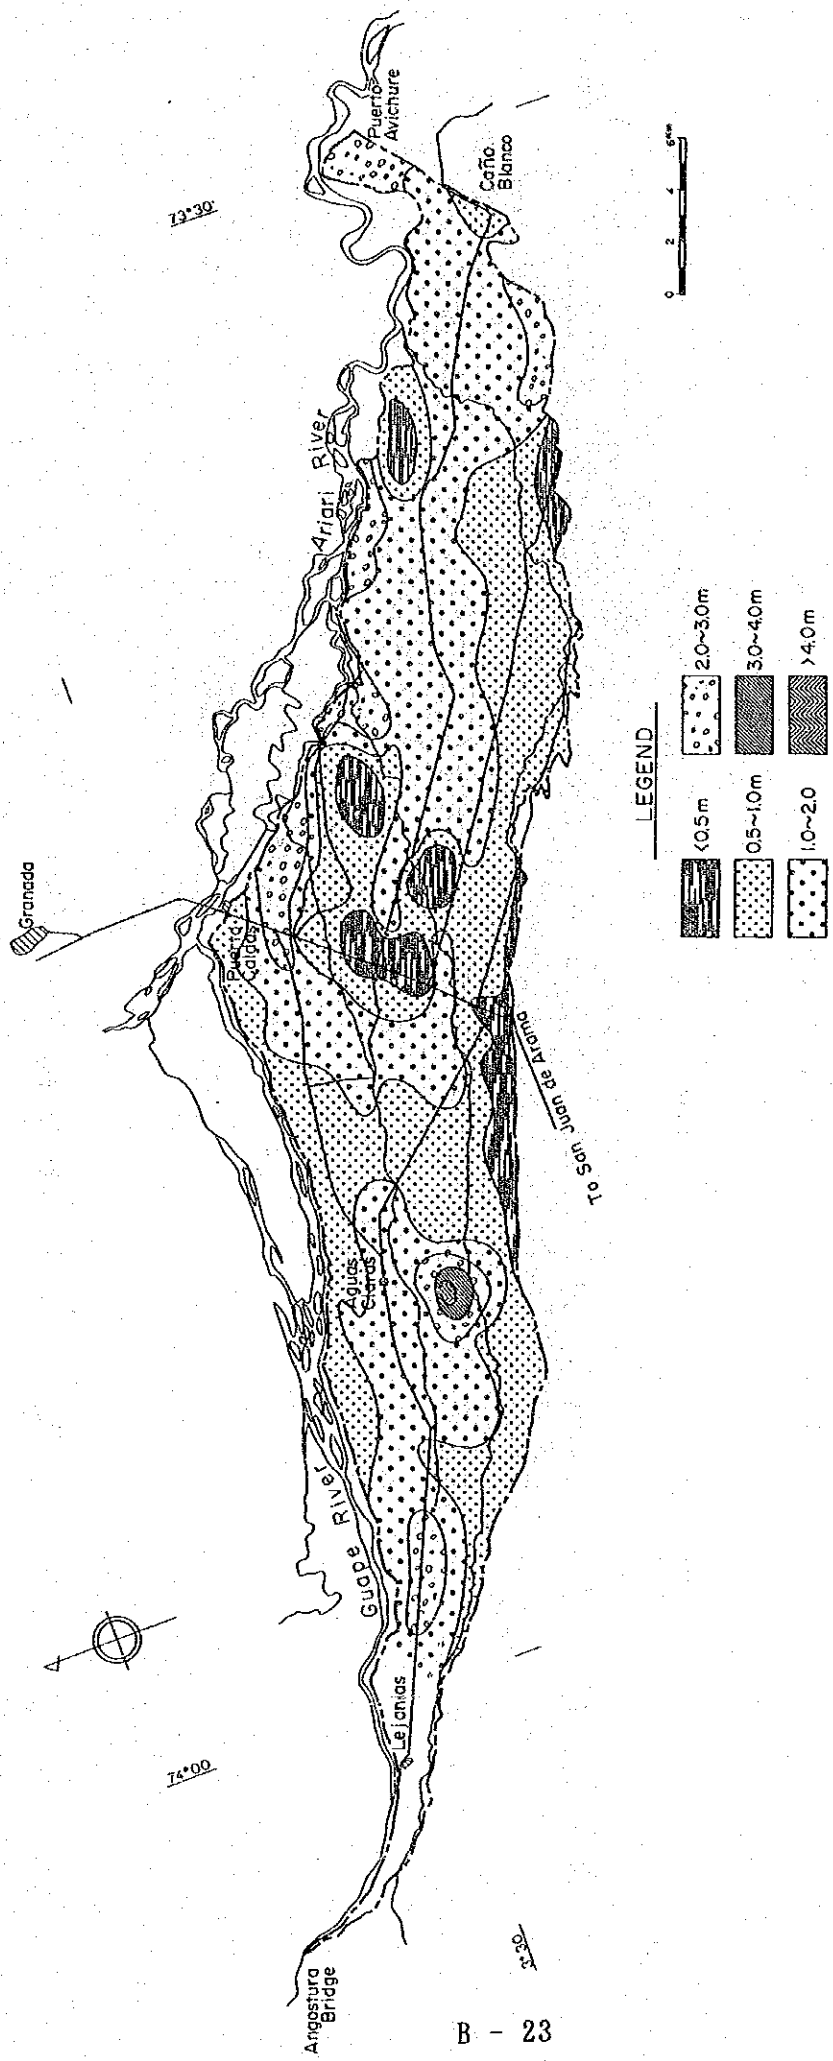 Angostura
Bridge
74°00'
3°30'
Lejanias
Guape River
Aguas
Claras
Granada
Puerto
Caldas
To San Juan de Arama
Ariari River
73°30'
Puerto
Avichure
Caño
Blanco
0 2 4 6 Km
LEGEND
<0.5m
2.0~3.0m
0.5~1.0m
3.0~4.0m
1.0~2.0
>4.0m
B - 23